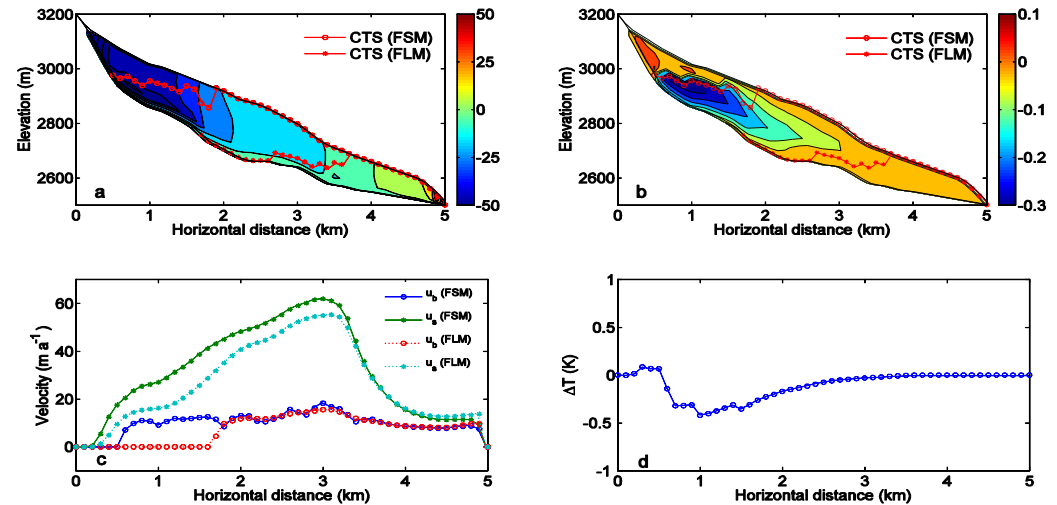 3200
3000
2800
2600
Elevation (m)
CTS (FSM)
CTS (FLM)
a
0 1 2 3 4 5
Horizontal distance (km)
50
25
0
-25
-50
3200
3000
2800
2600
Elevation (m)
CTS (FSM)
CTS (FLM)
b
0 1 2 3 4 5
Horizontal distance (km)
0.1
0
-0.1
-0.2
-0.3
60
40
20
0
Velocity (m a⁻¹)
u_b (FSM)
u_s (FSM)
u_b (FLM)
u_s (FLM)
c
0 1 2 3 4 5
Horizontal distance (km)
1
0.5
0
-0.5
-1
ΔT (K)
d
0 1 2 3 4 5
Horizontal distance (km)